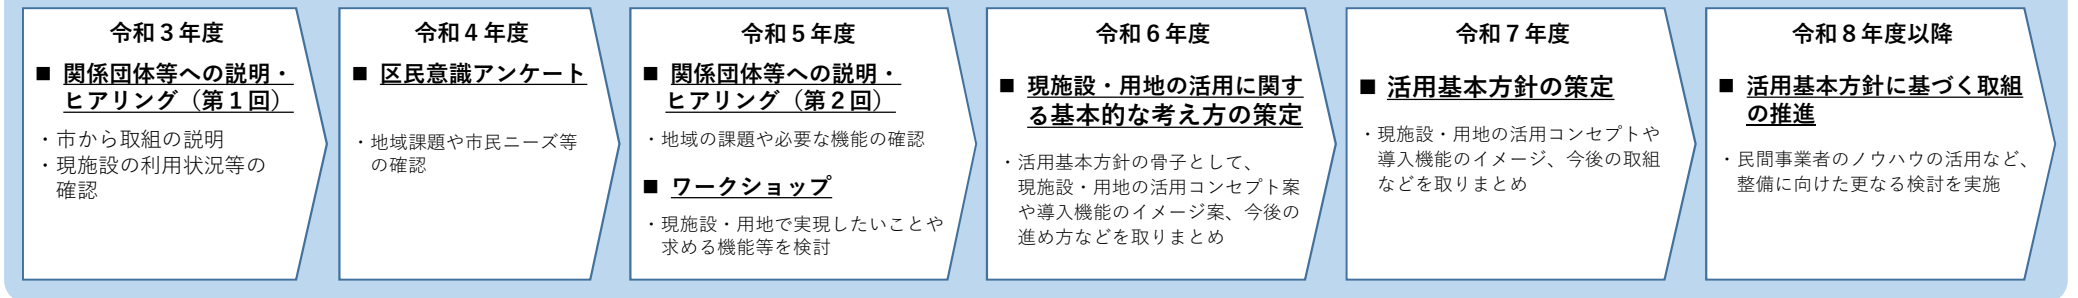 令和３年度
■ 関係団体等への説明・
ヒアリング（第１回）
・市から取組の説明
・現施設の利用状況等の
確認
令和４年度
■ 区民意識アンケート
・地域課題や市民ニーズ等
の確認
令和５年度
■ 関係団体等への説明・
ヒアリング（第２回）
・地域の課題や必要な機能の確認
■ ワークショップ
・現施設・用地で実現したいことや
求める機能等を検討
令和６年度
■ 現施設・用地の活用に関す
る基本的な考え方の策定
・活用基本方針の骨子として、
現施設・用地の活用コンセプト案
や導入機能のイメージ案、今後の
進め方などを取りまとめ
令和７年度
■ 活用基本方針の策定
・現施設・用地の活用コンセプトや
導入機能のイメージ、今後の取組
などを取りまとめ
令和８年度以降
■ 活用基本方針に基づく取組
の推進
・民間事業者のノウハウの活用など、
整備に向けた更なる検討を実施